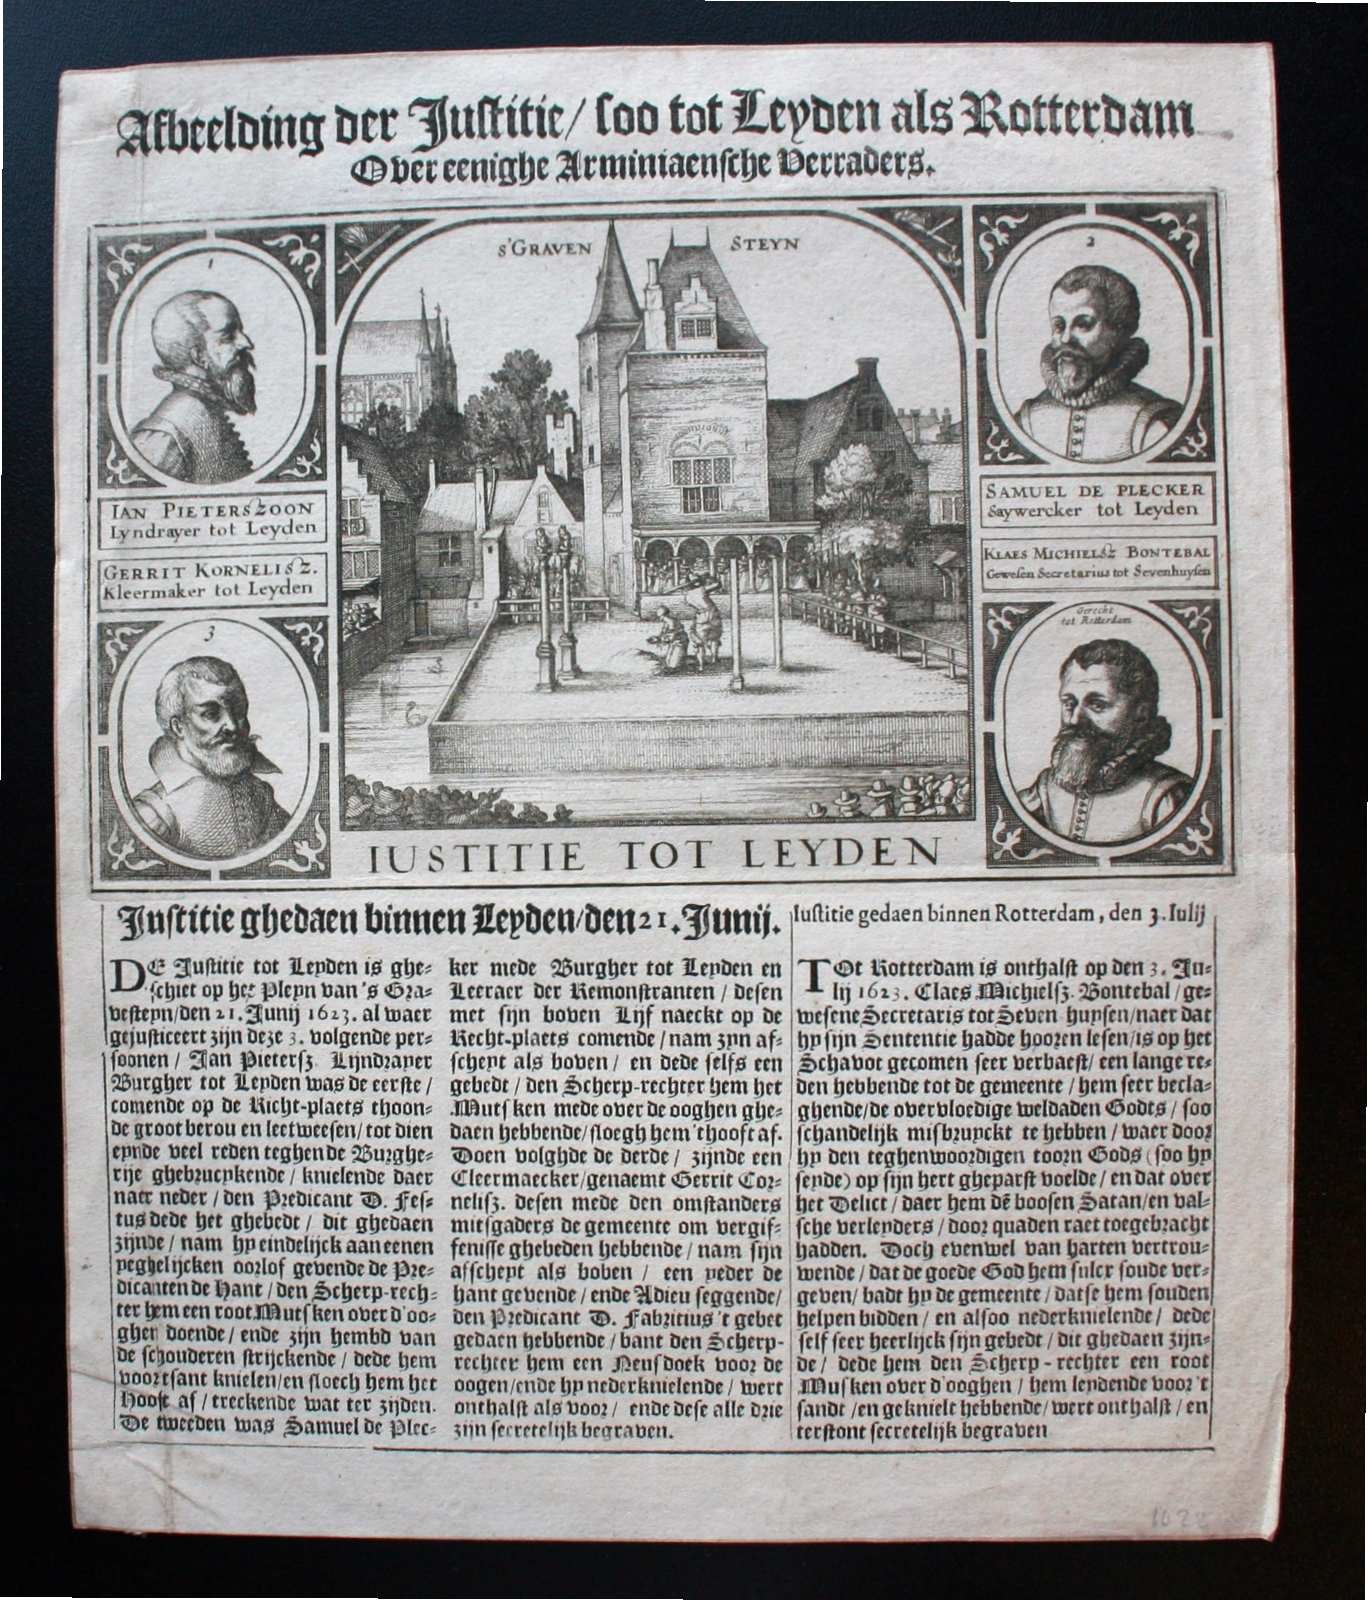 Afbeelding der Justitie / soo tot Leyden als Rotterdam
Over eenighe Arminiaensche Verraders.
s'GRAVEN STEYN
1
2
IAN PIETERSZOON
Lyndrayer tot Leyden
SAMUEL DE PLECKER
Saywercker tot Leyden
GERRIT KORNELISZ.
Kleermaker tot Leyden
KLAES MICHIELSZ BONTEBAL
Gewesen Secretarius tot Sevenhuysen
3
Gerecht
tot Rotterdam
IUSTITIE TOT LEYDEN
Justitie ghedaen binnen Leyden / den 21. Junij.
DE Justitie tot Leyden is ghe-
schiet op het Pleyn van 's Gra-
vesteyn / den 21. Junij 1623. al waer
gejusticeert zijn deze 3. volgende per-
soonen / Jan Pietersz. Lijndrayer
Burgher tot Leyden was de eerste /
comende op de Richt-plaets thoon-
de groot berou en leetweesen / tot dien
eynde veel reden teghen de Burghe-
rije ghebruyckende / knielende daer
naer neder / den Predicant D. Fes-
tus dede het ghebedt / dit ghedaen
zijnde / nam hy eindelijck aan eenen
yeghelijcken oorlof gevende de Pre-
dicanten de Hant / den Scherp-rech-
ter hem een root Mutsken over d'oo-
ghen doende / ende zijn hembd van
de schouderen strijckende / dede hem
voortsant knielen / en sloech hem het
Hooft af / treckende wat ter zijden.
De tweeden was Samuel de Plec-
ker mede Burgher tot Leyden en
Leeraer der Remonstranten / desen
met sijn boven Lijf naeckt op de
Recht-plaets comende / nam zyn af-
scheyt als boven / en dede selfs een
gebedt / den Scherp-rechter hem het
Mutsken mede over de ooghen ghe-
daen hebbende / sloegh hem 't hooft af.
Doen volghde de derde / zijnde een
Cleermaecker / genaemt Gerrit Cor-
nelisz. desen mede den omstanders
mitsgaders de gemeente om vergif-
fenisse ghebeden hebbende / nam sijn
afscheyt als boben / een yeder de
hant gevende / ende Adieu seggende /
den Predicant D. Fabritius 't gebet
gedaen hebbende / bant den Scherp-
rechter hem een Neusdoek voor de
oogen / ende hy nederknielende / wert
onthalst als voor / ende dese alle drie
zijn secretelijk begraven.
Iustitie gedaen binnen Rotterdam, den 3. Iulij
TOt Rotterdam is onthalst op den 3. Ju-
lij 1623. Claes Michielsz. Bontebal / ge-
wesene Secretaris tot Seven-huysen / naer dat
hy sijn Sententie hadde hooren lesen / is op het
Schavot gecomen seer verbaest / een lange re-
den hebbende tot de gemeente / hem seer becla-
ghende / de overvloedige weldaden Godts / soo
schandelijk misbruyckt te hebben / waer door
hy den teghenwoordigen toorn Gods (soo hy
seyde) op sijn hert gheparst voelde / en dat over
het Delict / daer hem dē boosen Satan / en val-
sche verleyders / door quaden raet toegebracht
hadden. Doch evenwel van harten vertrou-
wende / dat de goede God hem sulcx soude ver-
geven / badt hy de gemeente / datse hem souden
helpen bidden / en alsoo nederknielende / dede
self seer heerlijck sijn gebedt / dit ghedaen zijn-
de / dede hem den Scherp-rechter een root
Musken over d'ooghen / hem leydende voor 't
sandt / en gekniele hebbende / wert onthalst / en
terstont secretelijk begraven